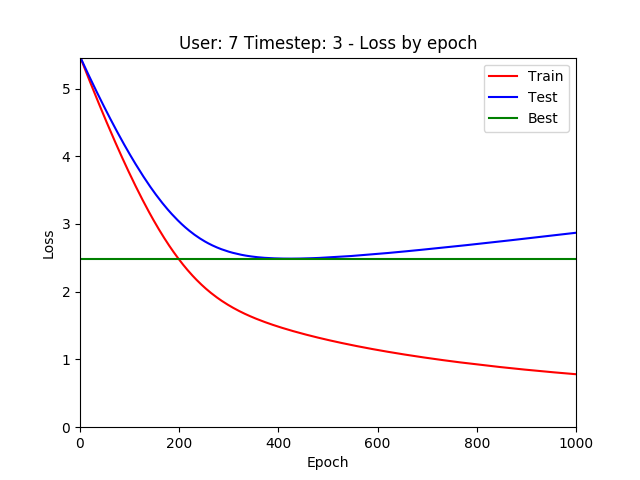 User: 7 Timestep: 3 - Loss by epoch
Train
Test
Best
Loss
5
4
3
2
1
0
0 200 400 600 800 1000
Epoch